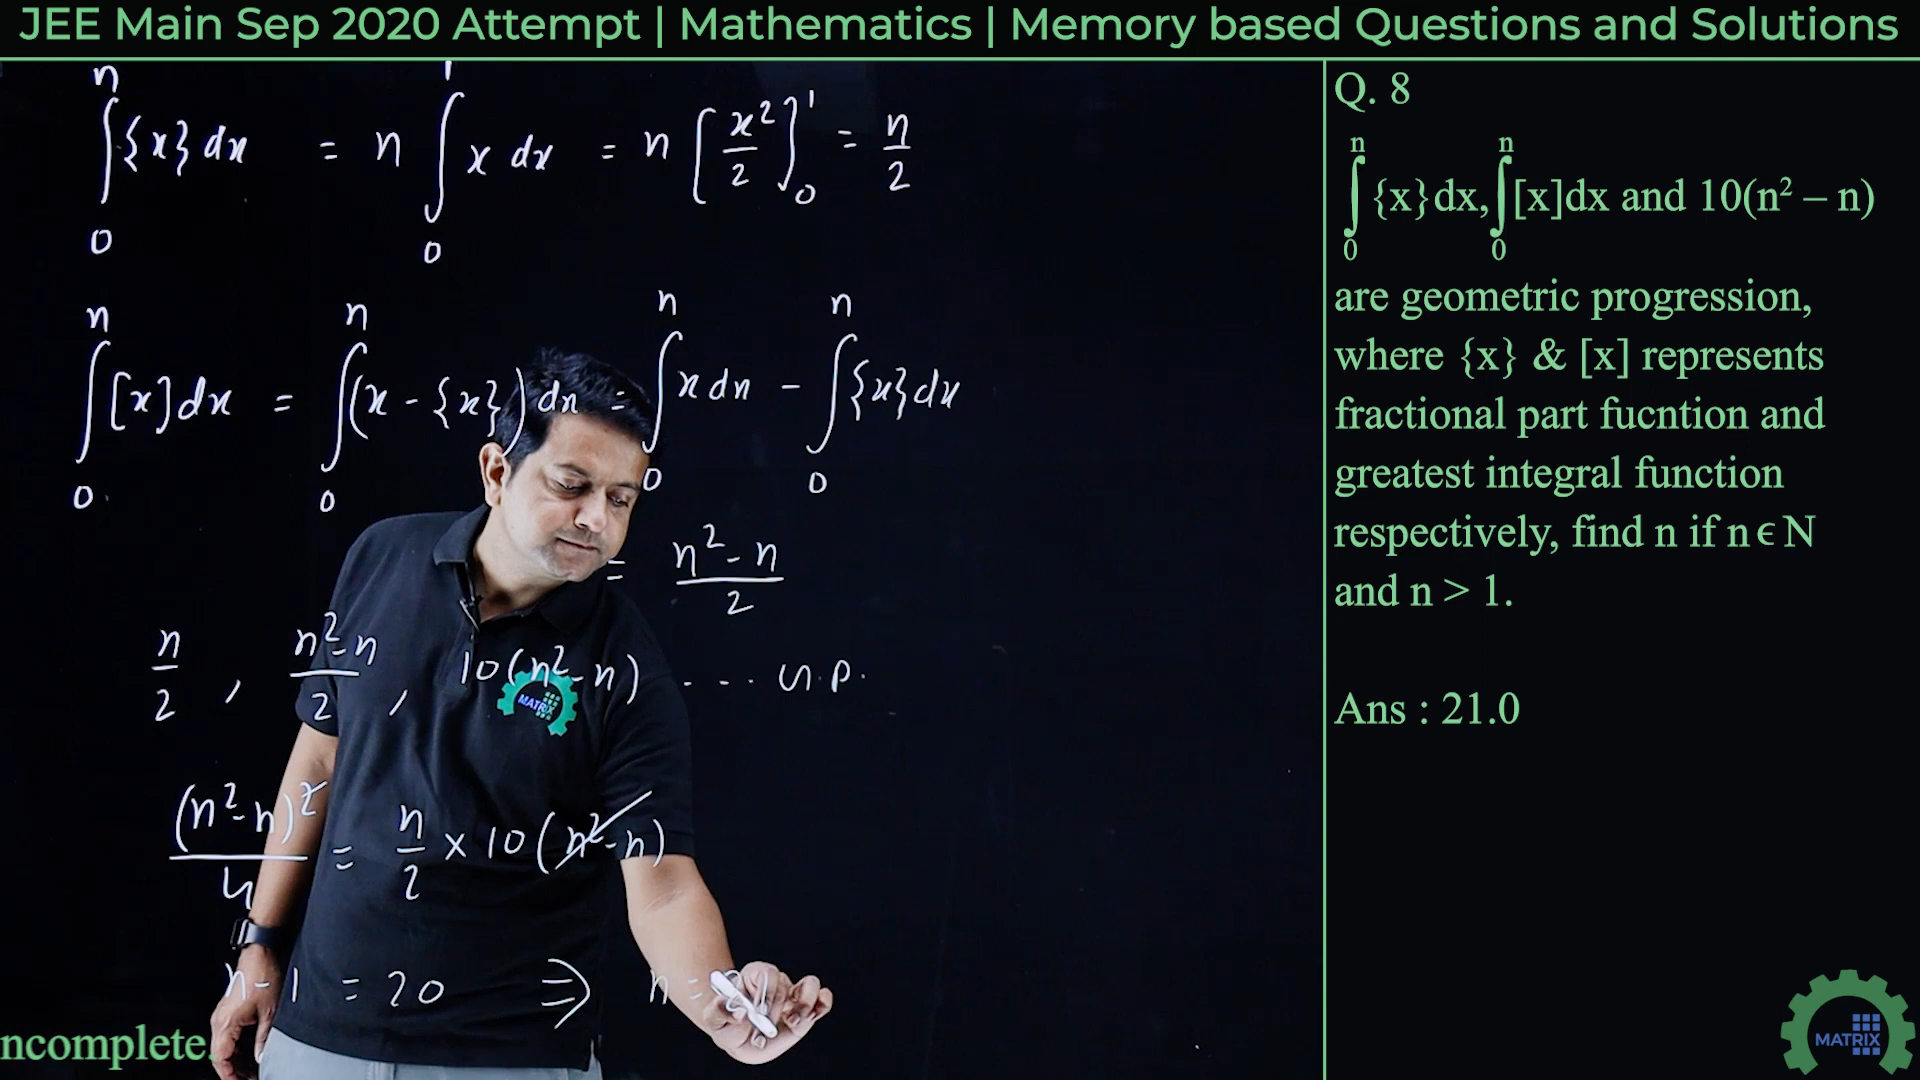 JEE Main Sep 2020 Attempt | Mathematics | Memory based Questions and Solutions
∫₀ⁿ {x} dx = n ∫₀¹ x dx = n [x²/2]₀¹ = n/2
∫₀ⁿ [x] dx = ∫₀ⁿ (x - {x}) dx = ∫₀ⁿ x dx - ∫₀ⁿ {x} dx
= (n² - n)/2
n/2 , (n² - n)/2 , 10(n² - n) ... G.P.
(n² - n)²/4 = n/2 × 10(n² - n)
n - 1 = 20 ⇒ n = 21
ncomplete.
Q. 8
∫₀ⁿ {x}dx, ∫₀ⁿ [x]dx and 10(n² – n)
are geometric progression,
where {x} & [x] represents
fractional part fucntion and
greatest integral function
respectively, find n if n ϵ N
and n > 1.
Ans : 21.0
MATRIX
MATRIX